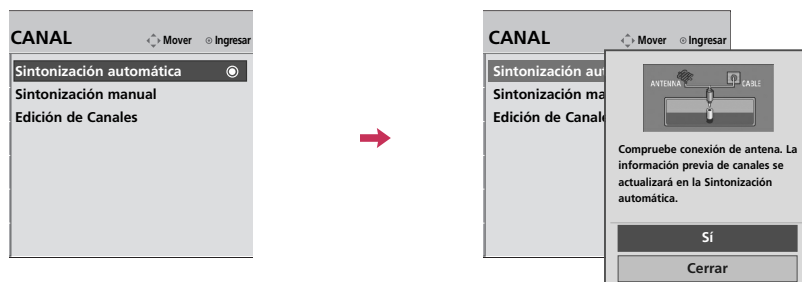 CANAL Mover Ingresar
Sintonización automática
Sintonización manual
Edición de Canales
CANAL Mover Ingresar
Sintonización aut
Sintonización ma
Edición de Canale
ANTENNA CABLE
Compruebe conexión de antena. La
información previa de canales se
actualizará en la Sintonización
automática.
Sí
Cerrar